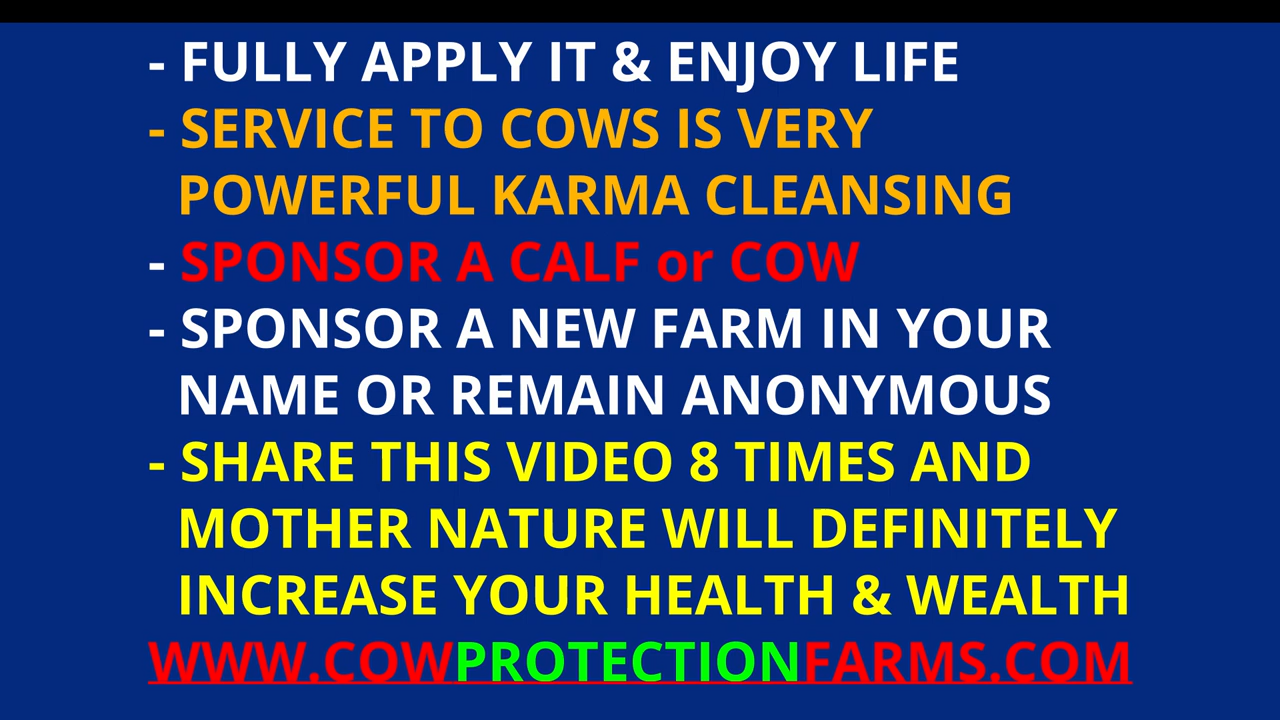 - FULLY APPLY IT & ENJOY LIFE
- SERVICE TO COWS IS VERY
POWERFUL KARMA CLEANSING
- SPONSOR A CALF or COW
- SPONSOR A NEW FARM IN YOUR
NAME OR REMAIN ANONYMOUS
- SHARE THIS VIDEO 8 TIMES AND
MOTHER NATURE WILL DEFINITELY
INCREASE YOUR HEALTH & WEALTH
WWW.COWPROTECTIONFARMS.COM